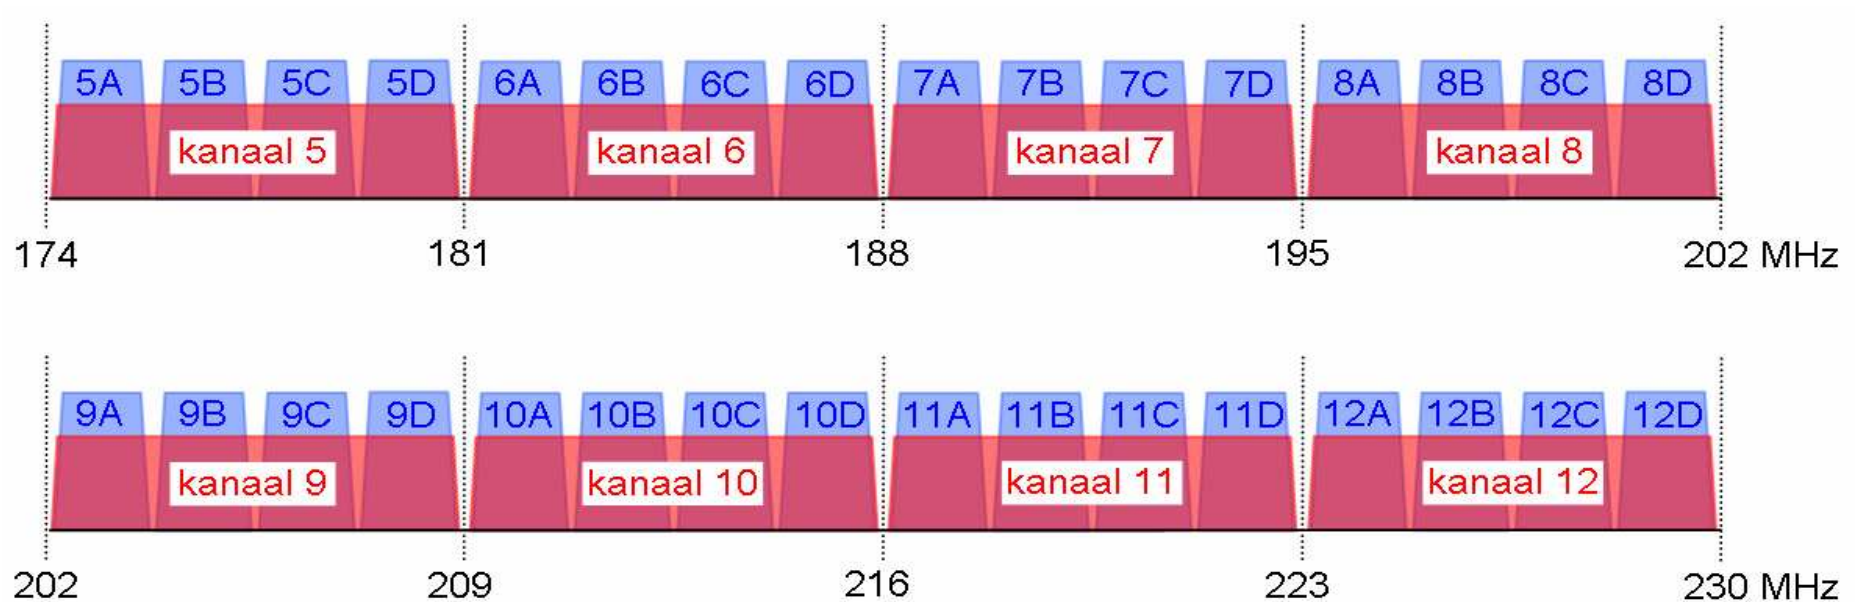 5A 5B 5C 5D 6A 6B 6C 6D 7A 7B 7C 7D 8A 8B 8C 8D
kanaal 5 kanaal 6 kanaal 7 kanaal 8
174 181 188 195 202 MHz
9A 9B 9C 9D 10A 10B 10C 10D 11A 11B 11C 11D 12A 12B 12C 12D
kanaal 9 kanaal 10 kanaal 11 kanaal 12
202 209 216 223 230 MHz